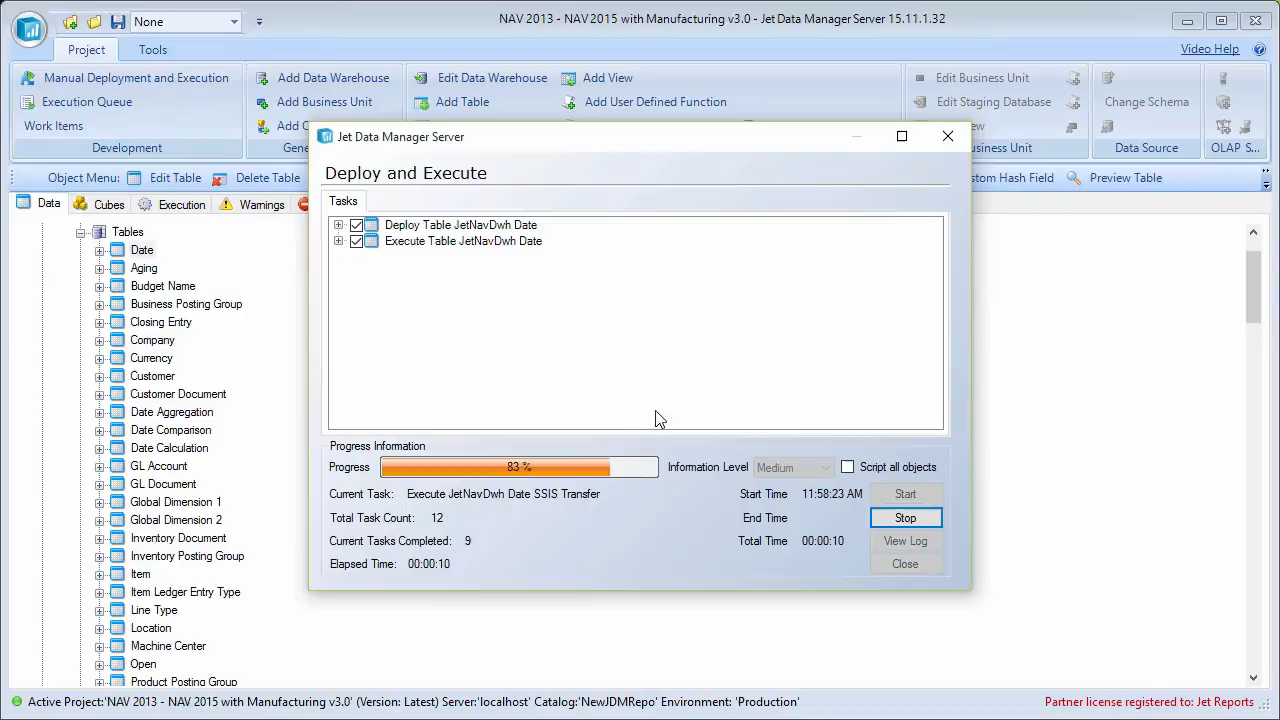 None
NAV 2013 - NAV 2015 with Manufacturing v3.0 - Jet Data Manager Server 15.11.1.32
Project Tools
Video Help
Manual Deployment and Execution
Execution Queue
Work Items
Development
Add Data Warehouse
Add Business Unit
Add C
Gene
Edit Data Warehouse
Add Table
Add View
Add User Defined Function
Edit Business Unit
Edit Staging Database
ew
usiness Unit
Change Schema
Data Source
OLAP S...
Object Menu: Edit Table Delete Table
stom Hash Field Preview Table
Data Cubes Execution Warnings
Tables
Date
Aging
Budget Name
Business Posting Group
Closing Entry
Company
Currency
Customer
Customer Document
Date Aggregation
Date Comparison
Date Calculation
GL Account
GL Document
Global Dimension 1
Global Dimension 2
Inventory Document
Inventory Posting Group
Item
Item Ledger Entry Type
Line Type
Location
Machine Center
Open
Product Posting Group
Jet Data Manager Server
Deploy and Execute
Tasks
Deploy Table JetNavDwh Date
Execute Table JetNavDwh Date
Progress Information
Progress 83 % Information Level Medium Script all objects
Current Task: Execute JetNavDwh Date SSIS Transfer Start Time 11:58:23 AM Start
Total Task Count: 12 End Time Stop
Current Tasks Completed: 9 Total Time 00:00:10 View Log
Elapsed Time: 00:00:10 Close
Active Project:'NAV 2013 - NAV 2015 with Manufacturing v3.0' (Version: Latest) Server:'localhost' Catalog:'NewJDMRepo' Environment: 'Production'
Partner license registered to: Jet Reports